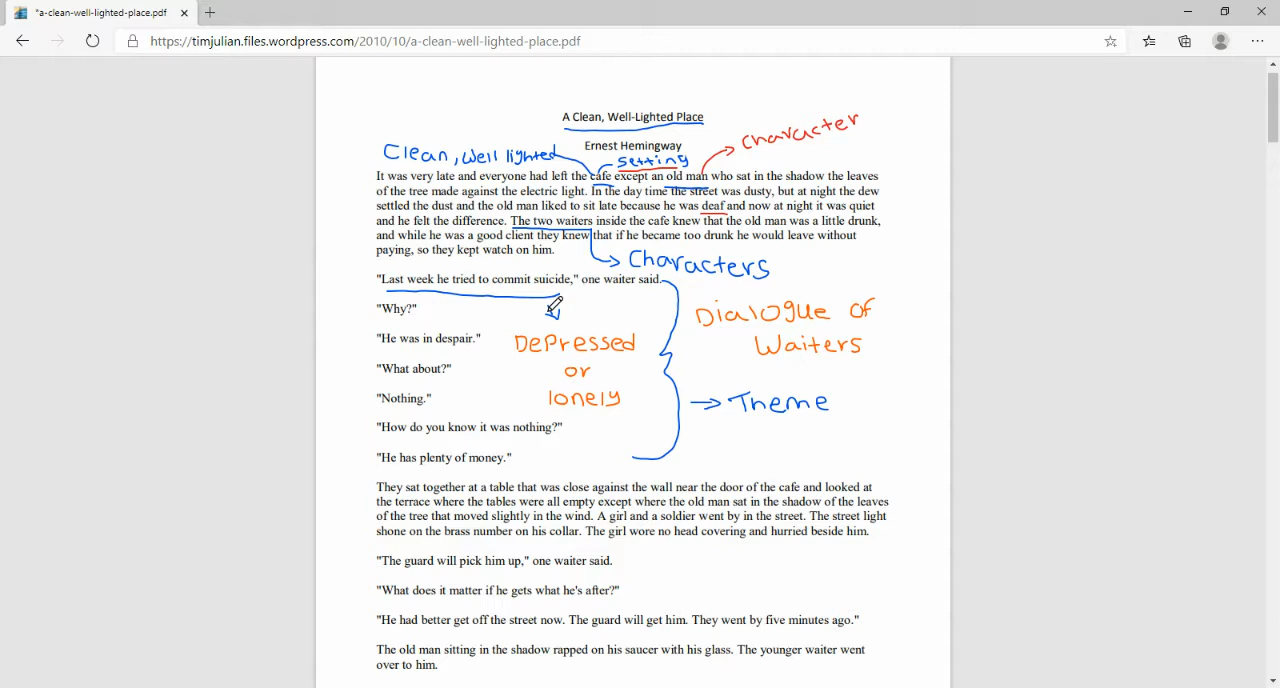 *a-clean-well-lighted-place.pdf
https://timjulian.files.wordpress.com/2010/10/a-clean-well-lighted-place.pdf
A Clean, Well-Lighted Place
Character
Ernest Hemingway
Clean, Well lighted
Setting
It was very late and everyone had left the cafe except an old man who sat in the shadow the leaves
of the tree made against the electric light. In the day time the street was dusty, but at night the dew
settled the dust and the old man liked to sit late because he was deaf and now at night it was quiet
and he felt the difference. The two waiters inside the cafe knew that the old man was a little drunk,
and while he was a good client they knew that if he became too drunk he would leave without
paying, so they kept watch on him.
Characters
"Last week he tried to commit suicide," one waiter said.
"Why?"
Dialogue of
Waiters
"He was in despair."
Depressed
or
lonely
"What about?"
"Nothing."
Theme
"How do you know it was nothing?"
"He has plenty of money."
They sat together at a table that was close against the wall near the door of the cafe and looked at
the terrace where the tables were all empty except where the old man sat in the shadow of the leaves
of the tree that moved slightly in the wind. A girl and a soldier went by in the street. The street light
shone on the brass number on his collar. The girl wore no head covering and hurried beside him.
"The guard will pick him up," one waiter said.
"What does it matter if he gets what he's after?"
"He had better get off the street now. The guard will get him. They went by five minutes ago."
The old man sitting in the shadow rapped on his saucer with his glass. The younger waiter went
over to him.